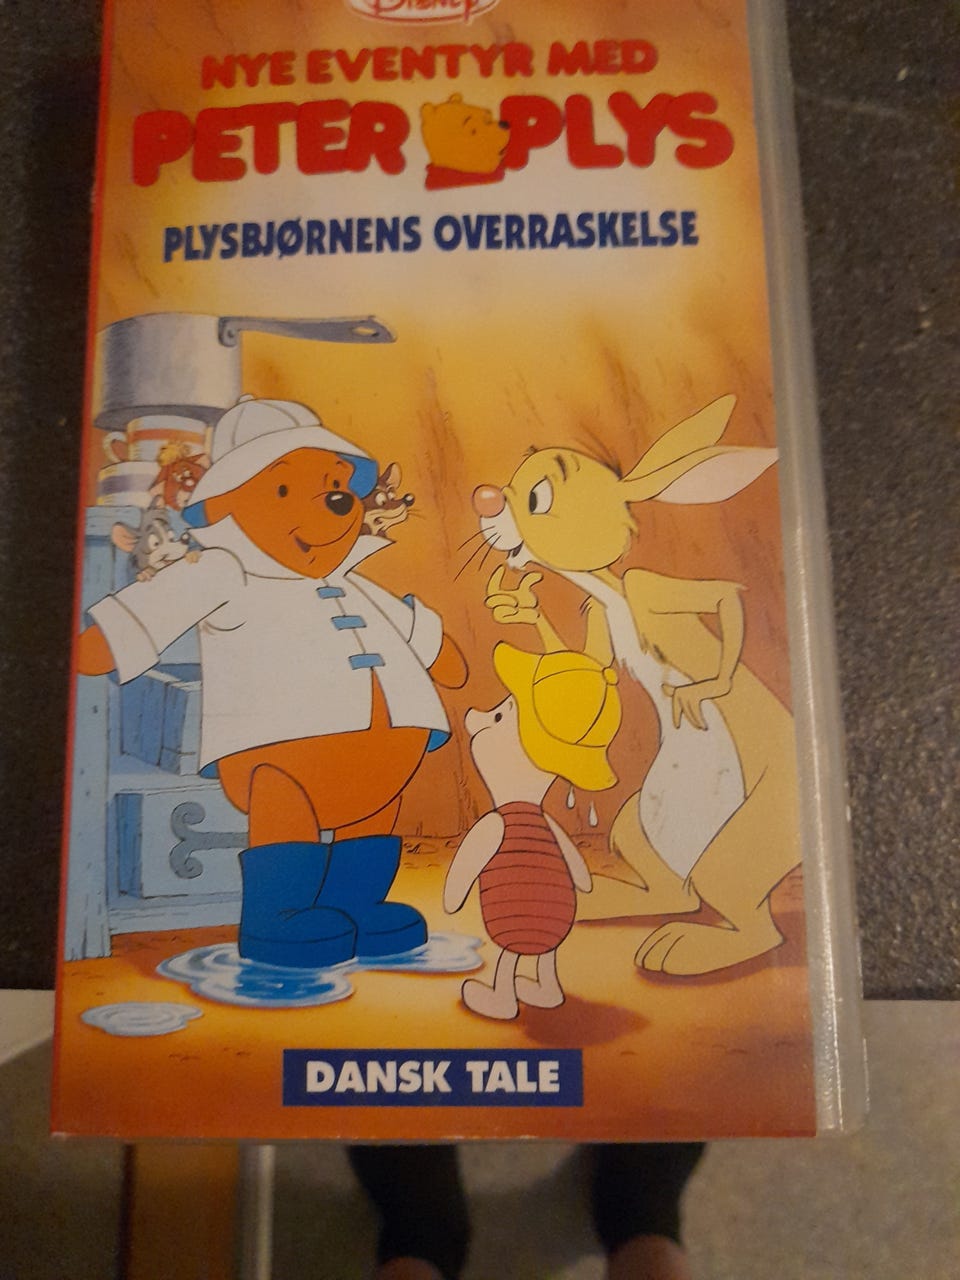 DISNEY
NYE EVENTYR MED
PETER PLYS
PLYSBJØRNENS OVERRASKELSE
DANSK TALE